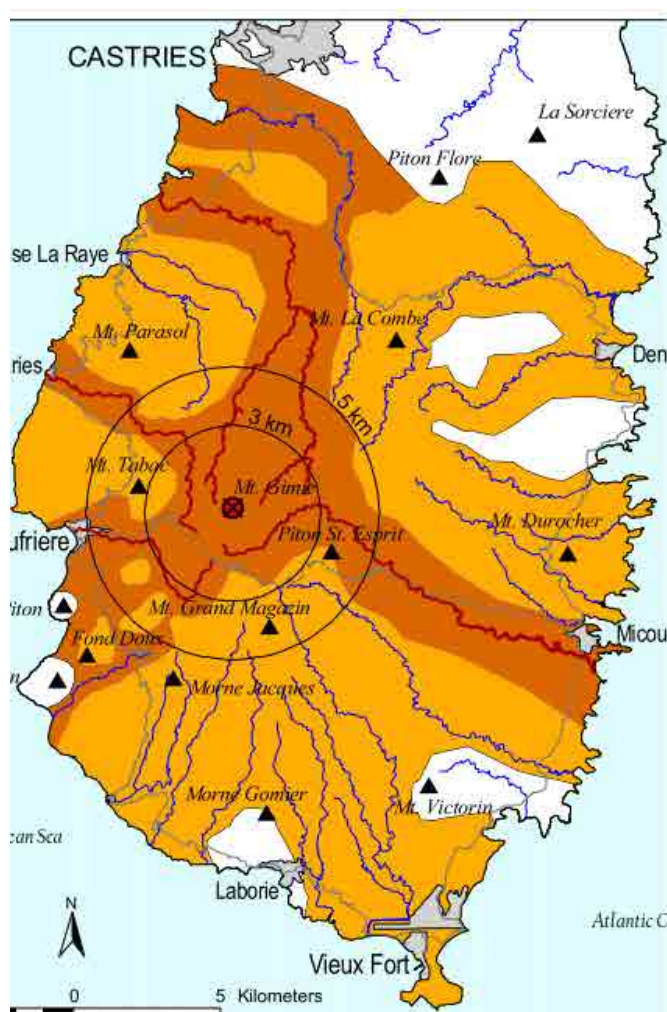 CASTRIES
La Sorciere
Piton Flore
se La Raye
Mt. La Combe
Mt. Parasol
Den
ries
3 km
5 km
Mt. Tabac
Mt. Gimie
Mt. Durocher
ufriere
Piton St. Esprit
Piton
Mt. Grand Magazin
Micou
Fond Doux
n
Morne Jacques
Morne Gomier
Mt. Victorin
can Sea
Laborie
N
Atlantic O
Vieux Fort
0 5 Kilometers